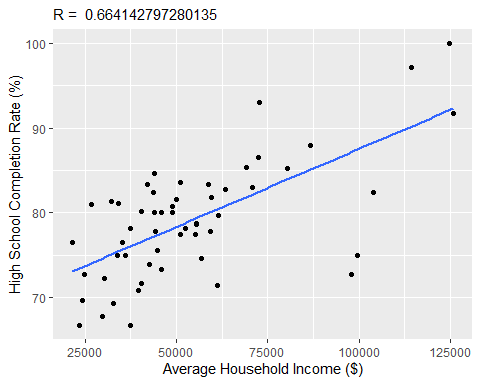 R =  0.664142797280135
100
90
80
70
High School Completion Rate (%)
25000 50000 75000 100000 125000
Average Household Income ($)